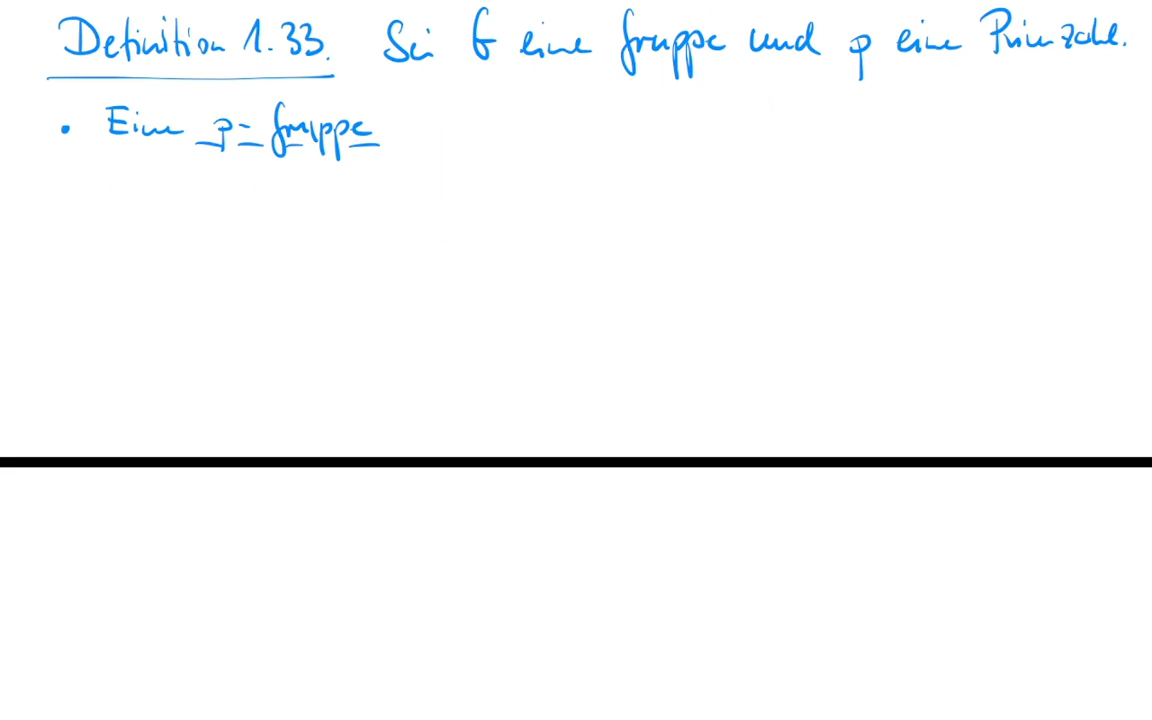 Definition 1.33. Sei G eine Gruppe und p eine Primzahl.
• Eine p-Gruppe